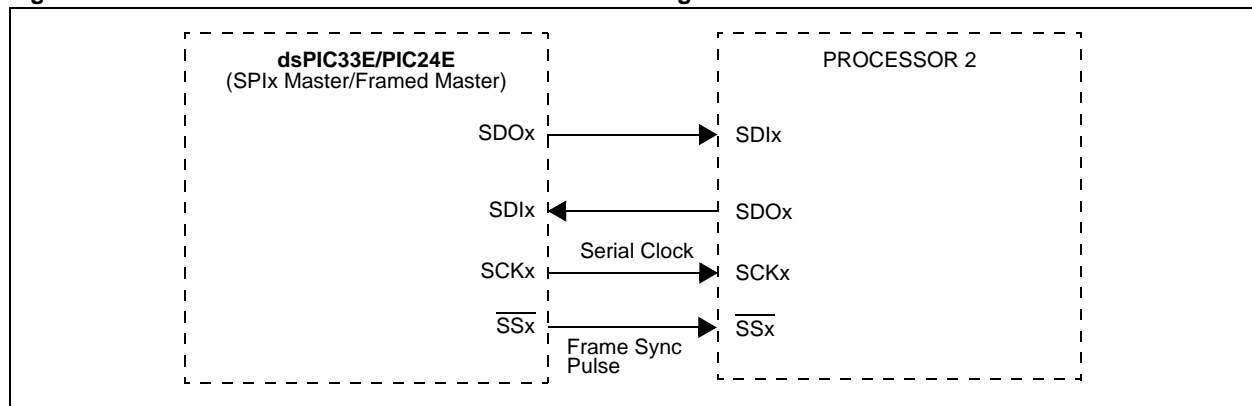 dsPIC33E/PIC24E
(SPIx Master/Framed Master)
PROCESSOR 2
SDOx
SDIx
SDIx
SDOx
Serial Clock
SCKx
SCKx
SSx
SSx
Frame Sync
Pulse